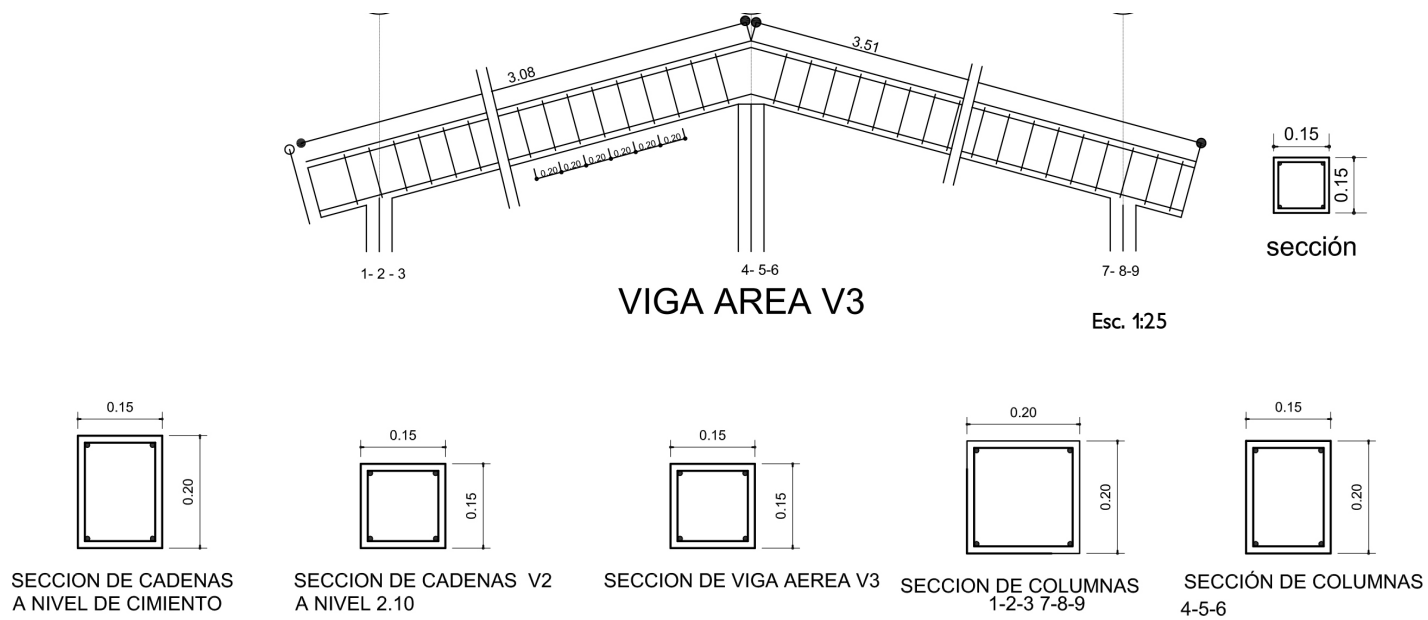 3.08
3.51
0.20 0.20 0.20 0.20 0.20 0.20
0.15
0.15
sección
1- 2 - 3
4- 5-6
7- 8-9
VIGA AREA V3
Esc. 1:25
0.15
0.20
SECCION DE CADENAS
A NIVEL DE CIMIENTO
0.15
0.15
SECCION DE CADENAS V2
A NIVEL 2.10
0.15
0.15
SECCION DE VIGA AEREA V3
0.20
0.20
SECCION DE COLUMNAS
1-2-3 7-8-9
0.15
0.20
SECCIÓN DE COLUMNAS
4-5-6